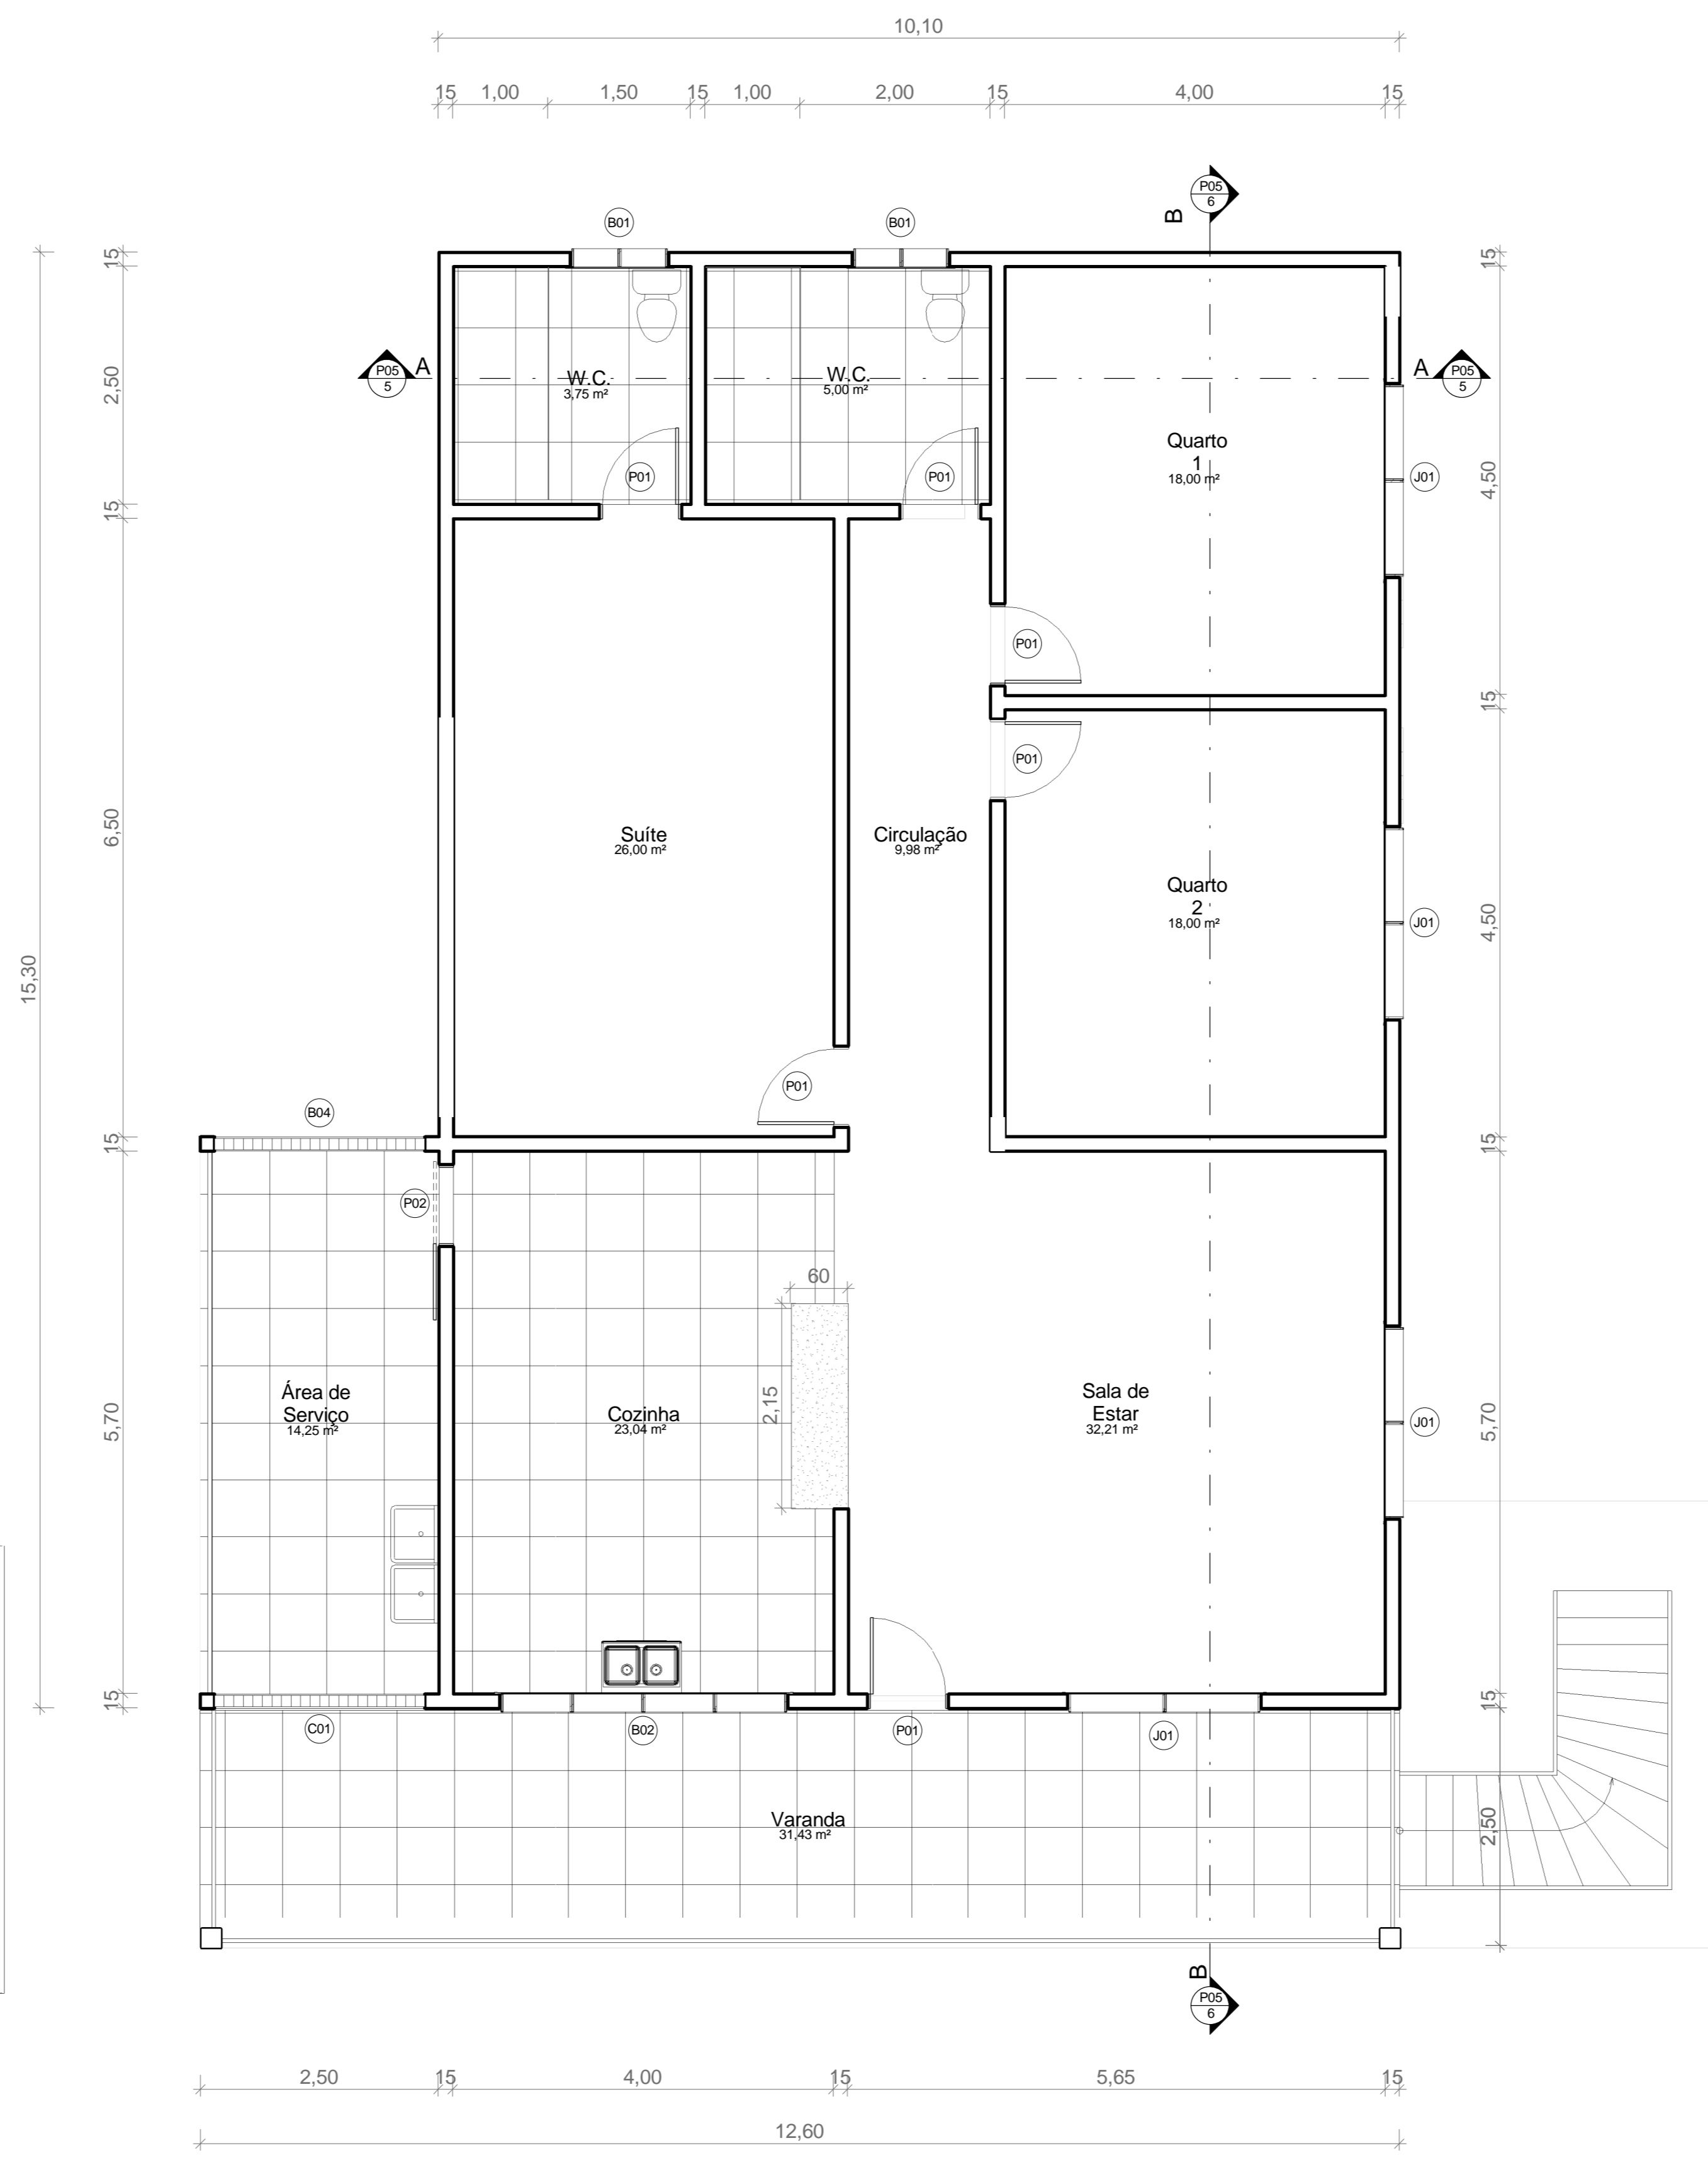 10,10
15 1,00 1,50 15 1,00 2,00 15 4,00 15
P05
6
B
B01 B01
15 15
A P05
5
A P05
5
W.C.
3,75 m²
W.C.
5,00 m²
2,50
Quarto
1
18,00 m²
4,50
P01 P01 J01
15
P01
15
P01
6,50
Suíte
26,00 m²
Circulação
9,98 m²
Quarto
2
18,00 m²
4,50
J01
15,30
P01
B04
15 15
P02
60
2,15
Área de
Serviço
14,25 m²
Cozinha
23,04 m²
Sala de
Estar
32,21 m²
5,70 5,70
J01
15 15
C01 B02 P01 J01
Varanda
31,43 m²
2,50
B
P05
6
2,50 15 4,00 15 5,65 15
12,60